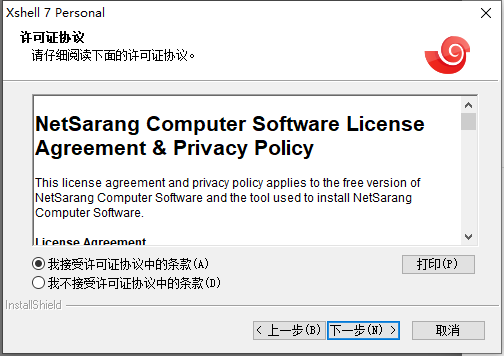 Xshell 7 Personal
许可证协议
请仔细阅读下面的许可证协议。
NetSarang Computer Software License
Agreement & Privacy Policy
This license agreement and privacy policy applies to the free version of
NetSarang Computer Software and the tool used to install NetSarang
Computer Software.
License Agreement
我接受许可证协议中的条款(A)
打印(P)
我不接受许可证协议中的条款(D)
InstallShield
< 上一步(B)
下一步(N) >
取消